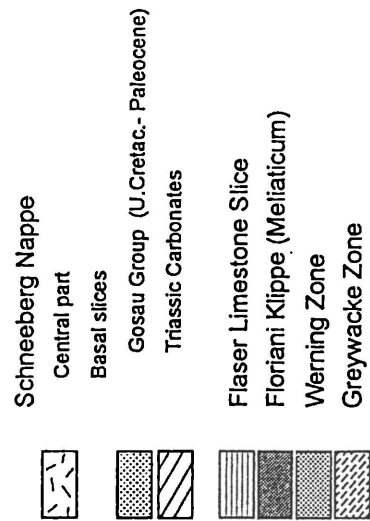 Schneeberg Nappe
Central part
Basal slices
Gosau Group (U.Cretac.- Paleocene)
Triassic Carbonates
Flaser Limestone Slice
Floriani Klippe (Meliaticum)
Werning Zone
Greywacke Zone